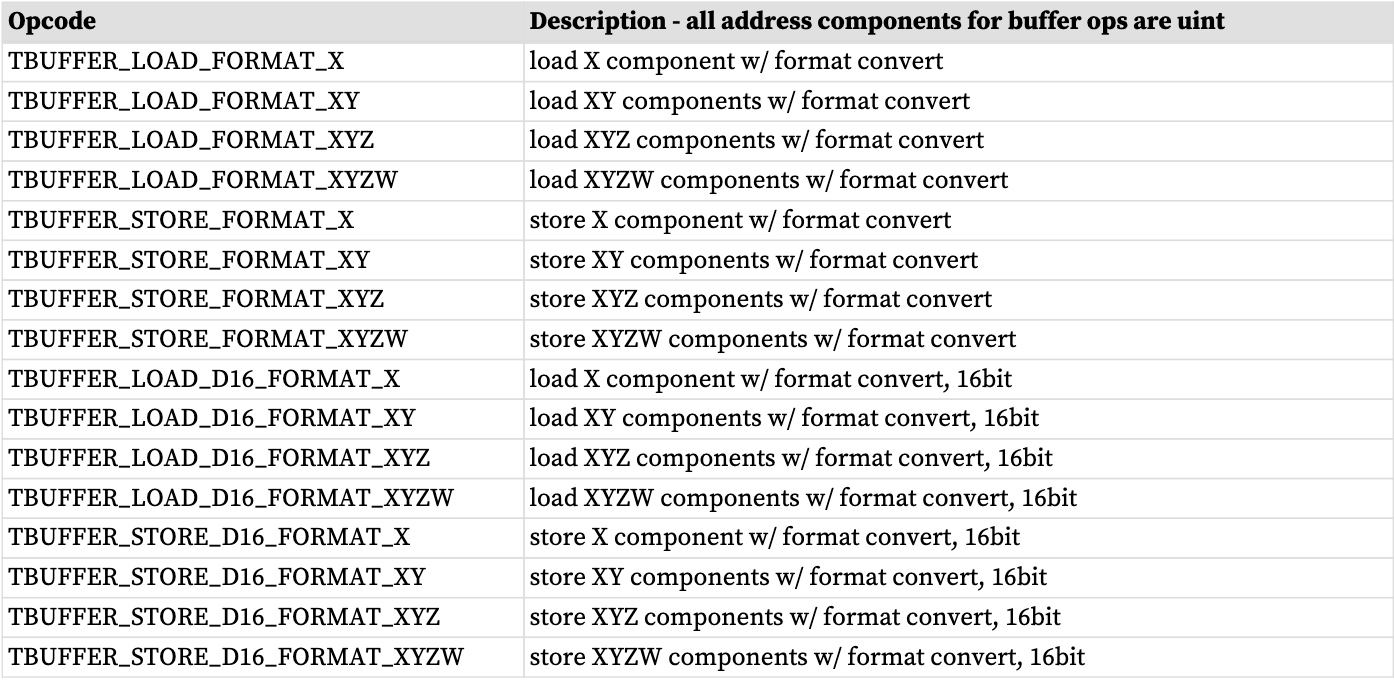 Opcode Description - all address components for buffer ops are uint
TBUFFER_LOAD_FORMAT_X load X component w/ format convert
TBUFFER_LOAD_FORMAT_XY load XY components w/ format convert
TBUFFER_LOAD_FORMAT_XYZ load XYZ components w/ format convert
TBUFFER_LOAD_FORMAT_XYZW load XYZW components w/ format convert
TBUFFER_STORE_FORMAT_X store X component w/ format convert
TBUFFER_STORE_FORMAT_XY store XY components w/ format convert
TBUFFER_STORE_FORMAT_XYZ store XYZ components w/ format convert
TBUFFER_STORE_FORMAT_XYZW store XYZW components w/ format convert
TBUFFER_LOAD_D16_FORMAT_X load X component w/ format convert, 16bit
TBUFFER_LOAD_D16_FORMAT_XY load XY components w/ format convert, 16bit
TBUFFER_LOAD_D16_FORMAT_XYZ load XYZ components w/ format convert, 16bit
TBUFFER_LOAD_D16_FORMAT_XYZW load XYZW components w/ format convert, 16bit
TBUFFER_STORE_D16_FORMAT_X store X component w/ format convert, 16bit
TBUFFER_STORE_D16_FORMAT_XY store XY components w/ format convert, 16bit
TBUFFER_STORE_D16_FORMAT_XYZ store XYZ components w/ format convert, 16bit
TBUFFER_STORE_D16_FORMAT_XYZW store XYZW components w/ format convert, 16bit